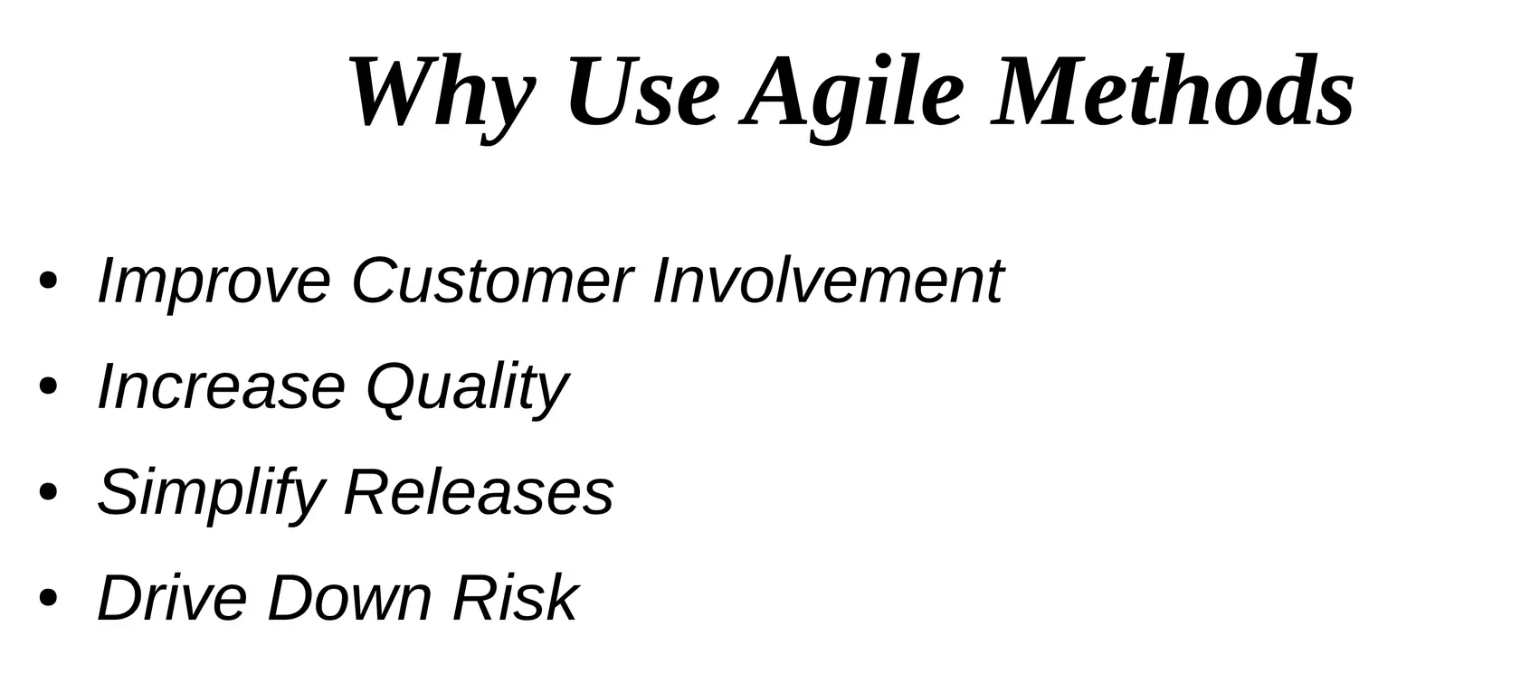 Why Use Agile Methods
• Improve Customer Involvement
• Increase Quality
• Simplify Releases
• Drive Down Risk